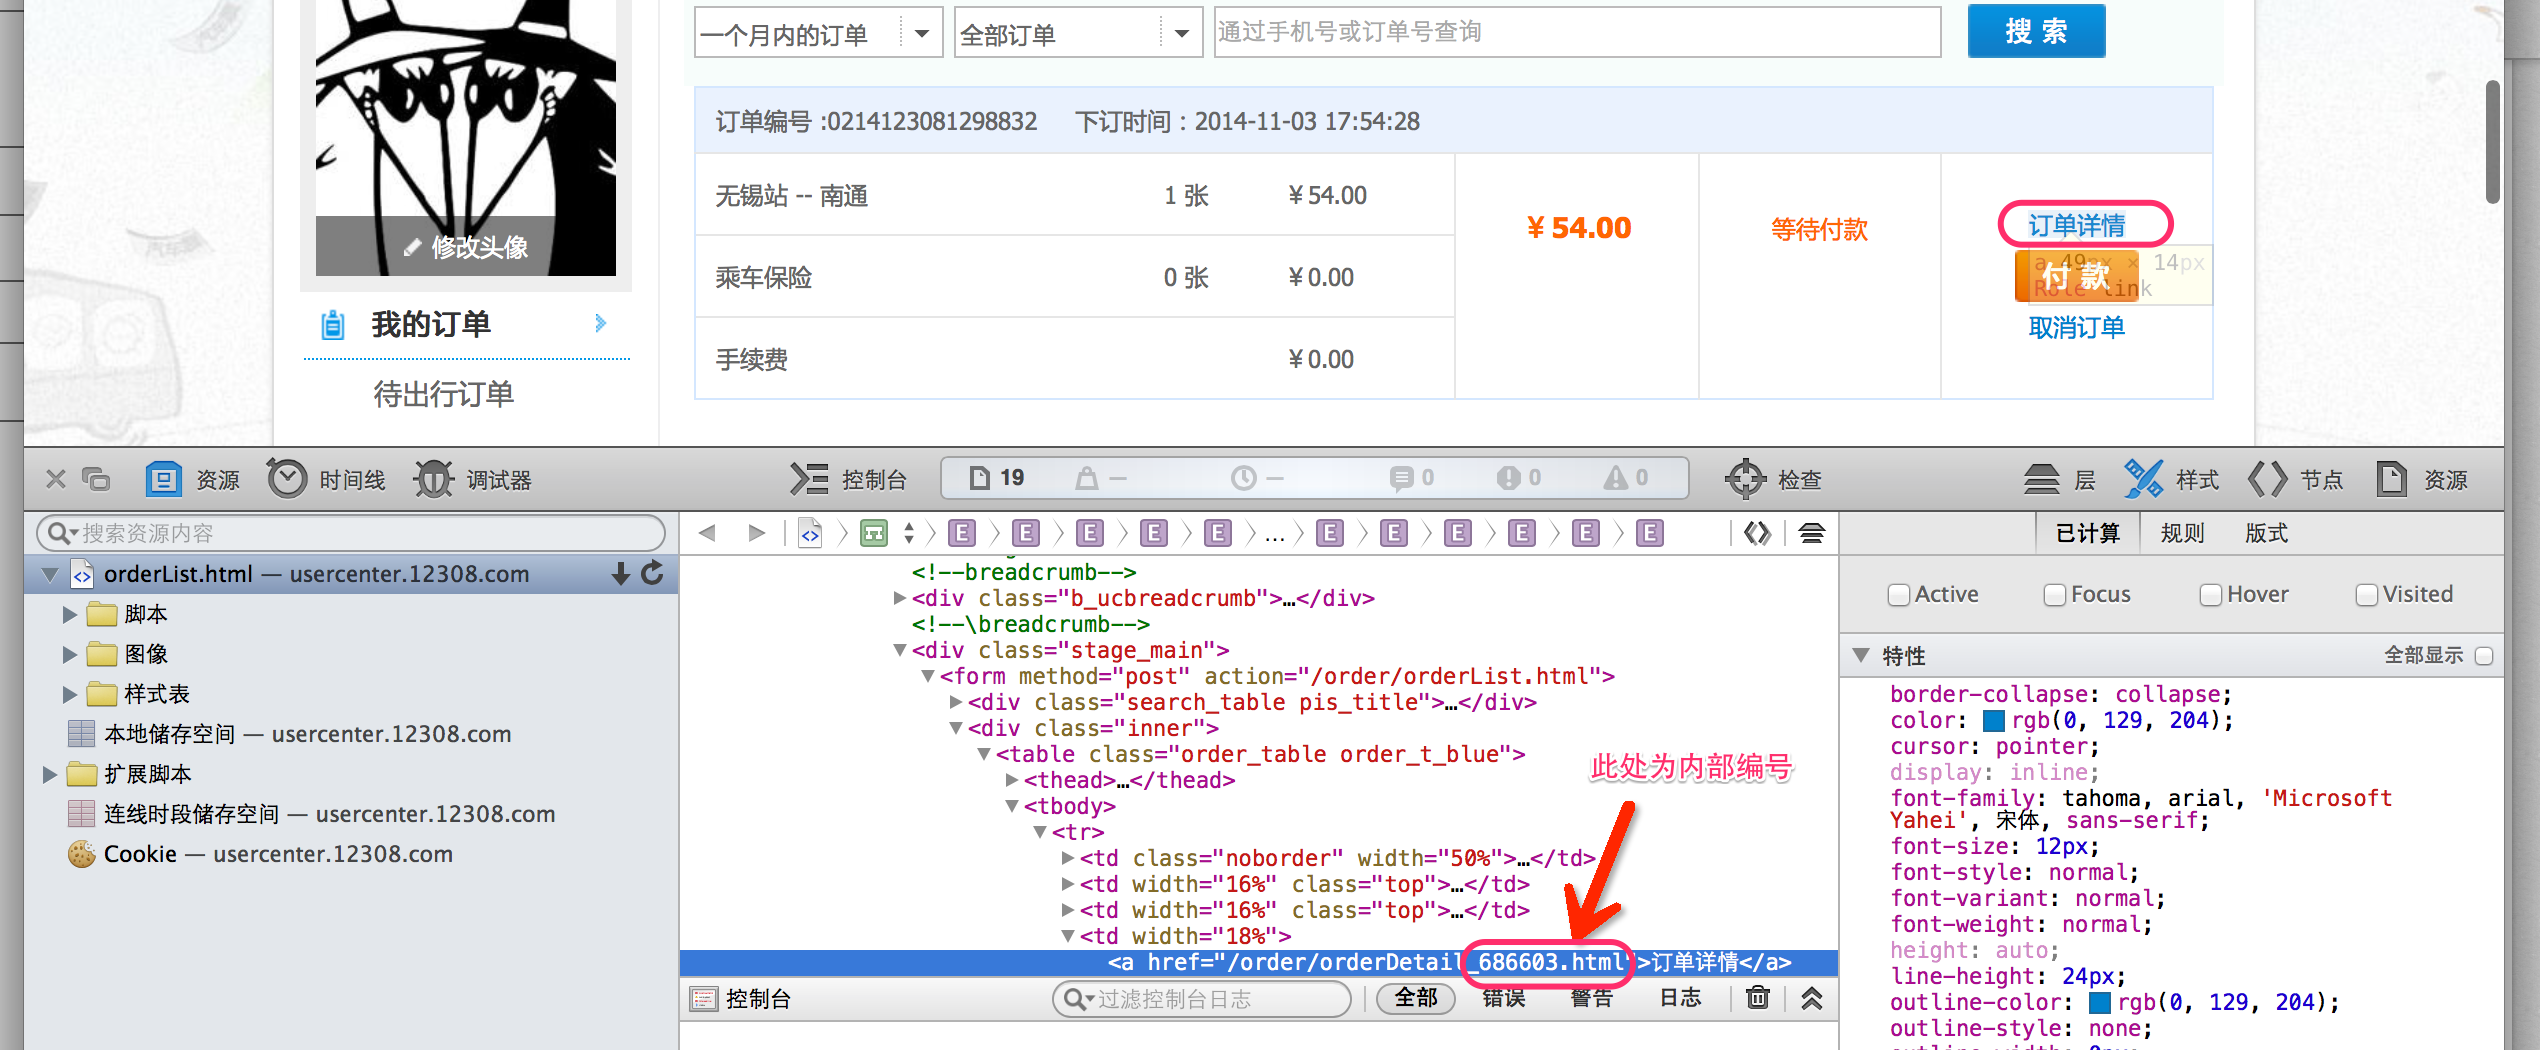 一个月内的订单
全部订单
通过手机号或订单号查询
搜 索
订单编号 :0214123081298832 下订时间：2014-11-03 17:54:28
无锡站 -- 南通 1 张 ￥54.00
￥54.00
等待付款
订单详情
a 49px × 14px
Role link
付 款
取消订单
乘车保险 0 张 ￥0.00
手续费 ￥0.00
修改头像
我的订单
待出行订单
资源 时间线 调试器 控制台 19 — — 0 0 0 检查 层 样式 节点 资源
搜索资源内容
E E E E E … E E E E E E
已计算 规则 版式
orderList.html — usercenter.12308.com
脚本
图像
样式表
本地储存空间 — usercenter.12308.com
扩展脚本
连线时段储存空间 — usercenter.12308.com
Cookie — usercenter.12308.com
<!--breadcrumb-->
<div class="b_ucbreadcrumb">…</div>
<!--\breadcrumb-->
<div class="stage_main">
<form method="post" action="/order/orderList.html">
<div class="search_table pis_title">…</div>
<div class="inner">
<table class="order_table order_t_blue">
<thead>…</thead>
<tbody>
<tr>
<td class="noborder" width="50%">…</td>
<td width="16%" class="top">…</td>
<td width="16%" class="top">…</td>
<td width="18%">
<a href="/order/orderDetail_686603.html">订单详情</a>
此处为内部编号
控制台
过滤控制台日志
全部 错误 警告 日志
Active Focus Hover Visited
特性 全部显示
border-collapse: collapse;
color: rgb(0, 129, 204);
cursor: pointer;
display: inline;
font-family: tahoma, arial, 'Microsoft
Yahei', 宋体, sans-serif;
font-size: 12px;
font-style: normal;
font-variant: normal;
font-weight: normal;
height: auto;
line-height: 24px;
outline-color: rgb(0, 129, 204);
outline-style: none;